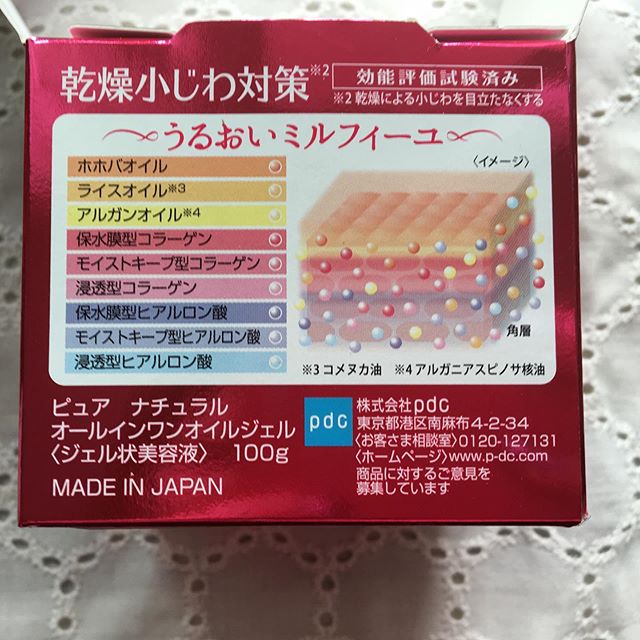 乾燥小じわ対策※2 効能評価試験済み
※2 乾燥による小じわを目立たなくする
うるおいミルフィーユ
ホホバオイル
ライスオイル※3
アルガンオイル※4
保水膜型コラーゲン
モイストキープ型コラーゲン
浸透型コラーゲン
保水膜型ヒアルロン酸
モイストキープ型ヒアルロン酸
浸透型ヒアルロン酸
〈イメージ〉
角層
※3 コメヌカ油 ※4 アルガニアスピノサ核油
ピュア ナチュラル
オールインワンオイルジェル
〈ジェル状美容液〉 100g
MADE IN JAPAN
pdc
株式会社pdc
東京都港区南麻布4-2-34
〈お客さま相談室〉0120-127131
〈ホームページ〉www.p-dc.com
商品に対するご意見を
募集しています